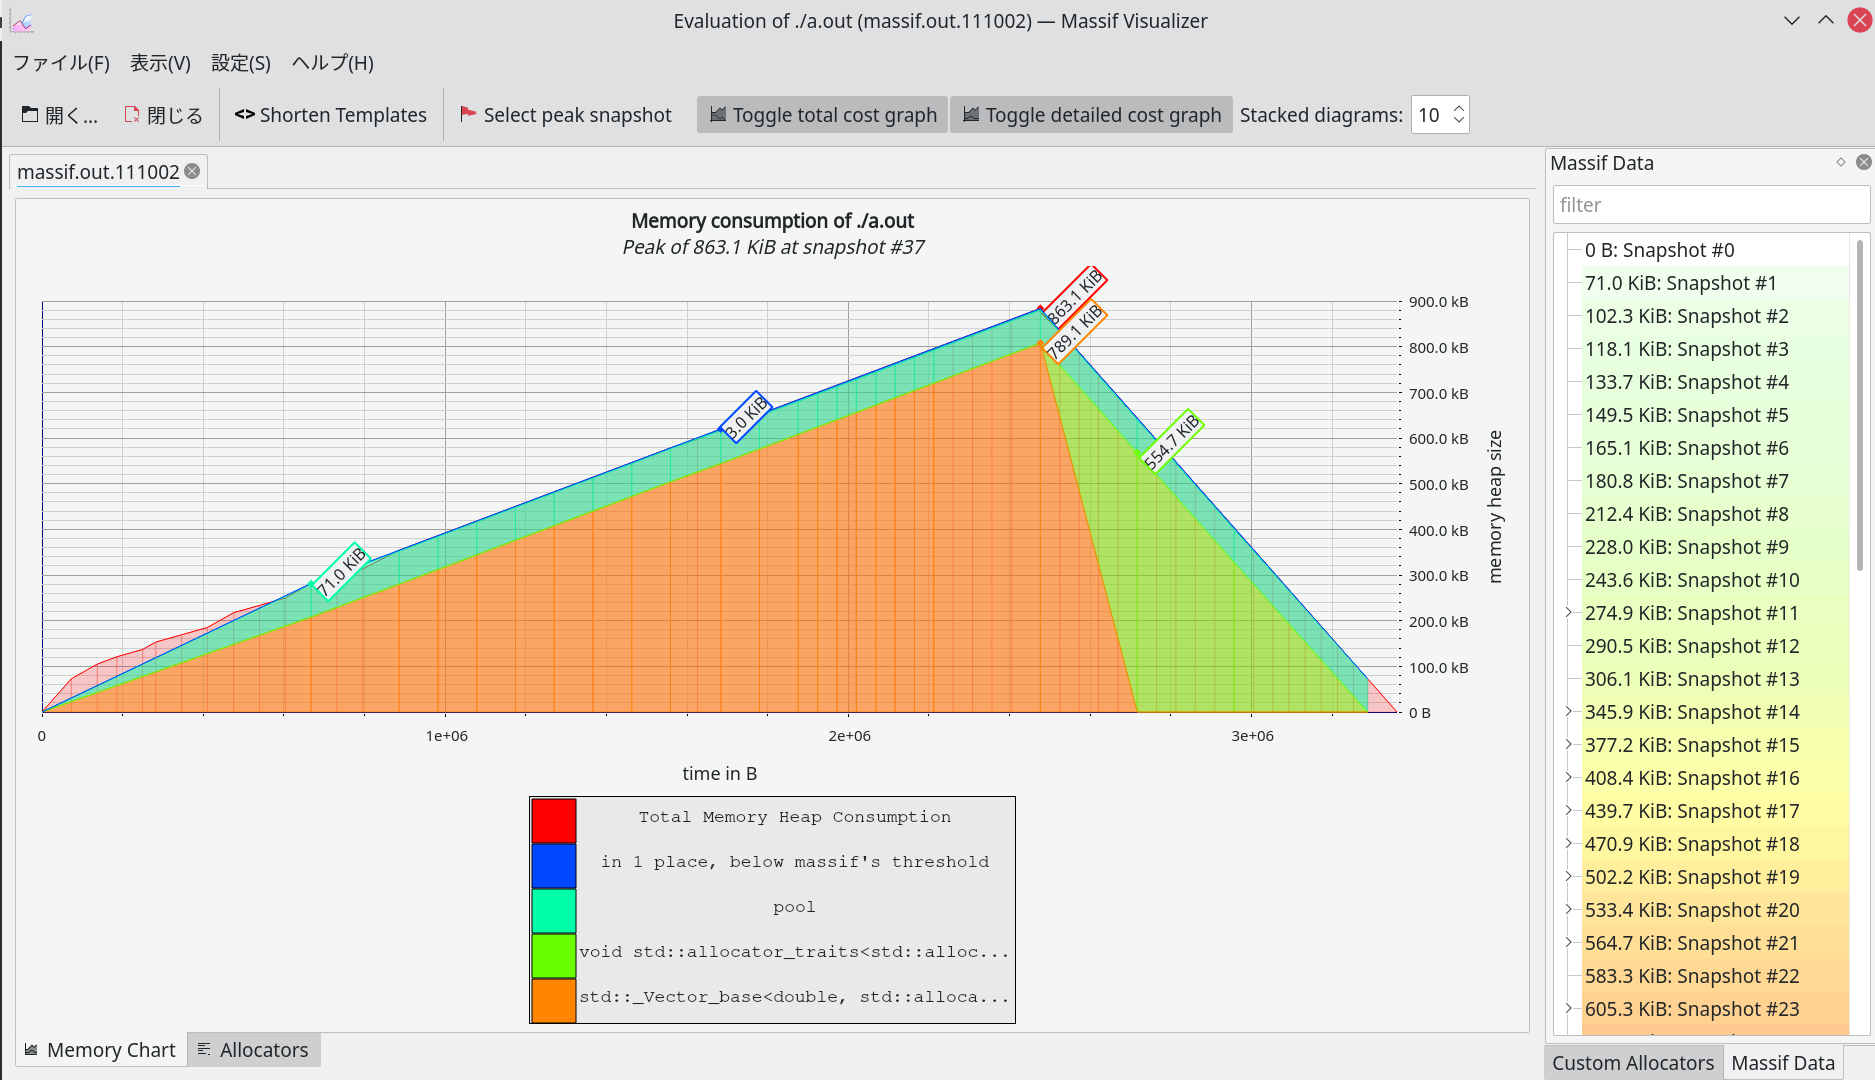 Evaluation of ./a.out (massif.out.111002) — Massif Visualizer
ファイル(F) 表示(V) 設定(S) ヘルプ(H)
開く... 閉じる <> Shorten Templates Select peak snapshot Toggle total cost graph Toggle detailed cost graph Stacked diagrams: 10
massif.out.111002
Memory consumption of ./a.out
Peak of 863.1 KiB at snapshot #37
863.1 KiB
789.1 KiB
3.0 KiB
554.7 KiB
71.0 KiB
900.0 kB
800.0 kB
700.0 kB
600.0 kB
500.0 kB
400.0 kB
300.0 kB
200.0 kB
100.0 kB
0 B
memory heap size
0 1e+06 2e+06 3e+06
time in B
Total Memory Heap Consumption
in 1 place, below massif's threshold
pool
void std::allocator_traits<std::alloc...
std::_Vector_base<double, std::alloca...
Memory Chart Allocators
Massif Data
filter
0 B: Snapshot #0
71.0 KiB: Snapshot #1
102.3 KiB: Snapshot #2
118.1 KiB: Snapshot #3
133.7 KiB: Snapshot #4
149.5 KiB: Snapshot #5
165.1 KiB: Snapshot #6
180.8 KiB: Snapshot #7
212.4 KiB: Snapshot #8
228.0 KiB: Snapshot #9
243.6 KiB: Snapshot #10
274.9 KiB: Snapshot #11
290.5 KiB: Snapshot #12
306.1 KiB: Snapshot #13
345.9 KiB: Snapshot #14
377.2 KiB: Snapshot #15
408.4 KiB: Snapshot #16
439.7 KiB: Snapshot #17
470.9 KiB: Snapshot #18
502.2 KiB: Snapshot #19
533.4 KiB: Snapshot #20
564.7 KiB: Snapshot #21
583.3 KiB: Snapshot #22
605.3 KiB: Snapshot #23
Custom Allocators Massif Data